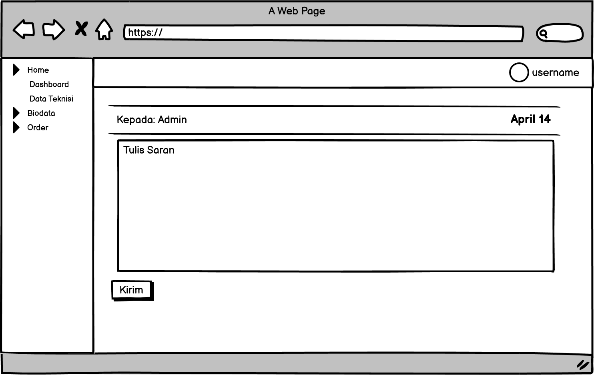 A Web Page
https://
username
Home
Dashboard
Data Teknisi
Biodata
Order
Kepada: Admin
April 14
Tulis Saran
Kirim